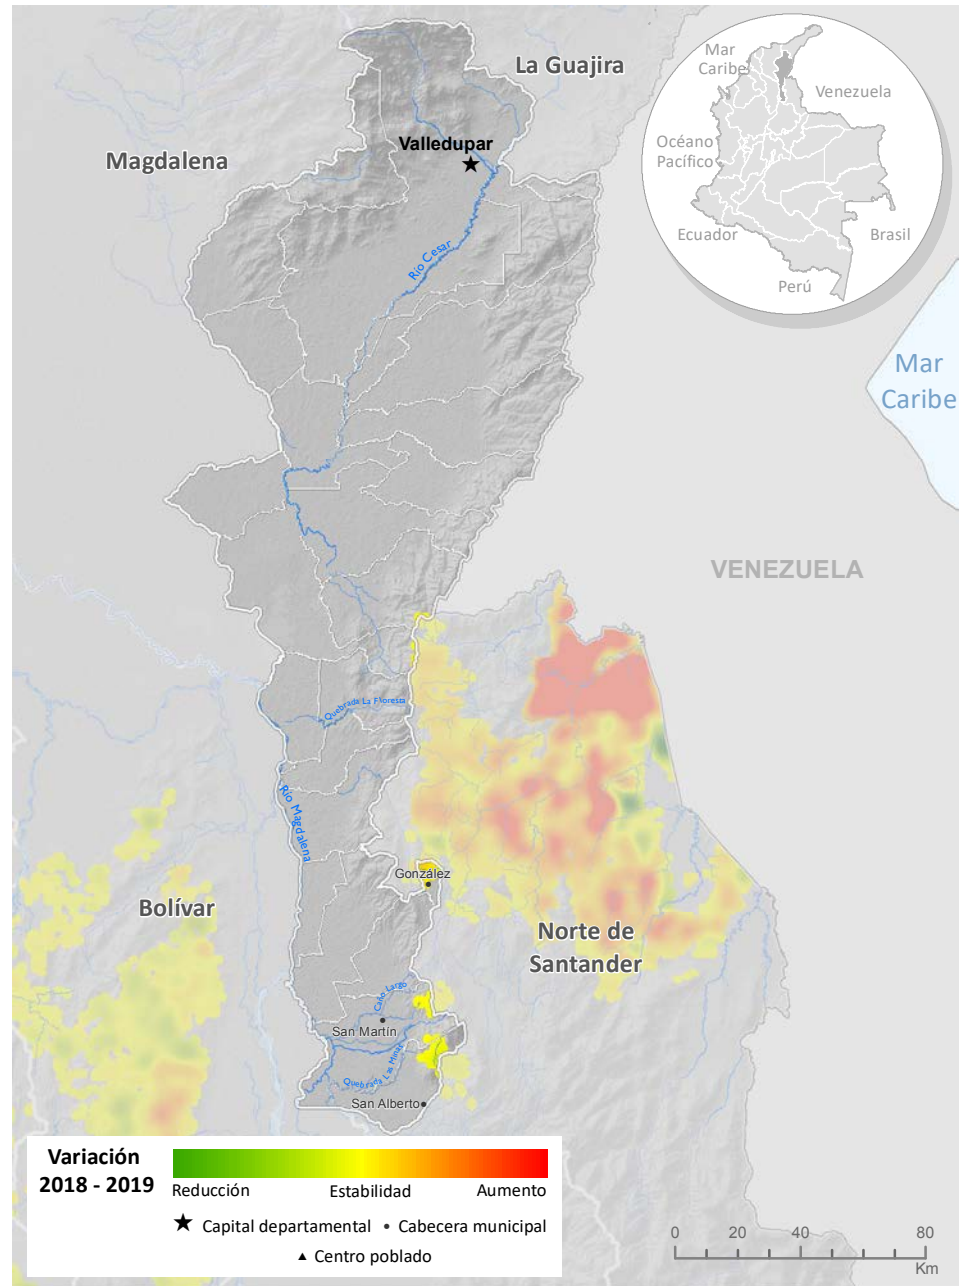 La Guajira
Magdalena
Valledupar
Río Cesar
Mar
Caribe
Venezuela
Océano
Pacífico
Ecuador
Brasil
Perú
Mar
Caribe
VENEZUELA
Quebrada La Floresta
Río Magdalena
González
Bolívar
Norte de
Santander
Caño Largo
San Martín
Quebrada Las Minas
San Alberto
Variación
2018 - 2019
Reducción Estabilidad Aumento
Capital departamental Cabecera municipal
Centro poblado
0 20 40 80
Km